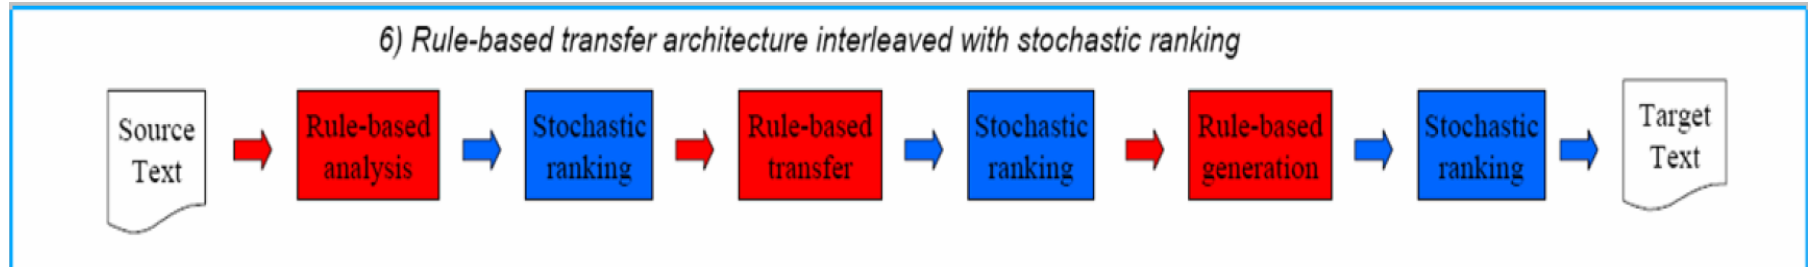 6) Rule-based transfer architecture interleaved with stochastic ranking
Source
Text
Rule-based
analysis
Stochastic
ranking
Rule-based
transfer
Stochastic
ranking
Rule-based
generation
Stochastic
ranking
Target
Text